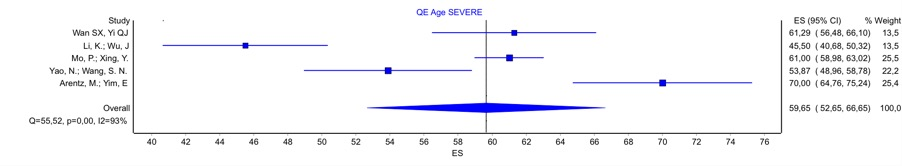 QE Age SEVERE
Study ES (95% CI) % Weight
Wan SX, Yi QJ 61,29 ( 56,48, 66,10) 13,5
Li, K.; Wu, J 45,50 ( 40,68, 50,32) 13,5
Mo, P.; Xing, Y. 61,00 ( 58,98, 63,02) 25,5
Yao, N.; Wang, S. N. 53,87 ( 48,96, 58,78) 22,2
Arentz, M.; Yim, E 70,00 ( 64,76, 75,24) 25,4
Overall 59,65 ( 52,65, 66,65) 100,0
Q=55,52, p=0,00, I2=93%
40 42 44 46 48 50 52 54 56 58 60 62 64 66 68 70 72 74 76
ES